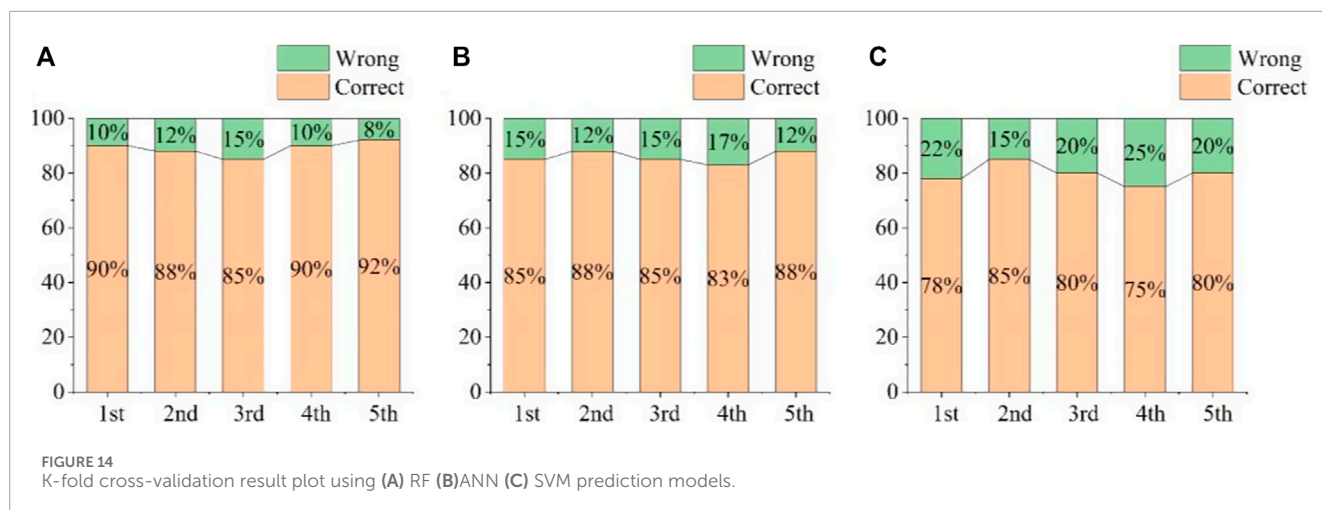 A
Wrong
Correct
100
80
60
40
20
0
10% 12% 15% 10% 8%
90% 88% 85% 90% 92%
1st 2nd 3rd 4th 5th
B
Wrong
Correct
100
80
60
40
20
0
15% 12% 15% 17% 12%
85% 88% 85% 83% 88%
1st 2nd 3rd 4th 5th
C
Wrong
Correct
100
80
60
40
20
0
22% 15% 20% 25% 20%
78% 85% 80% 75% 80%
1st 2nd 3rd 4th 5th
FIGURE 14
K-fold cross-validation result plot using (A) RF (B)ANN (C) SVM prediction models.